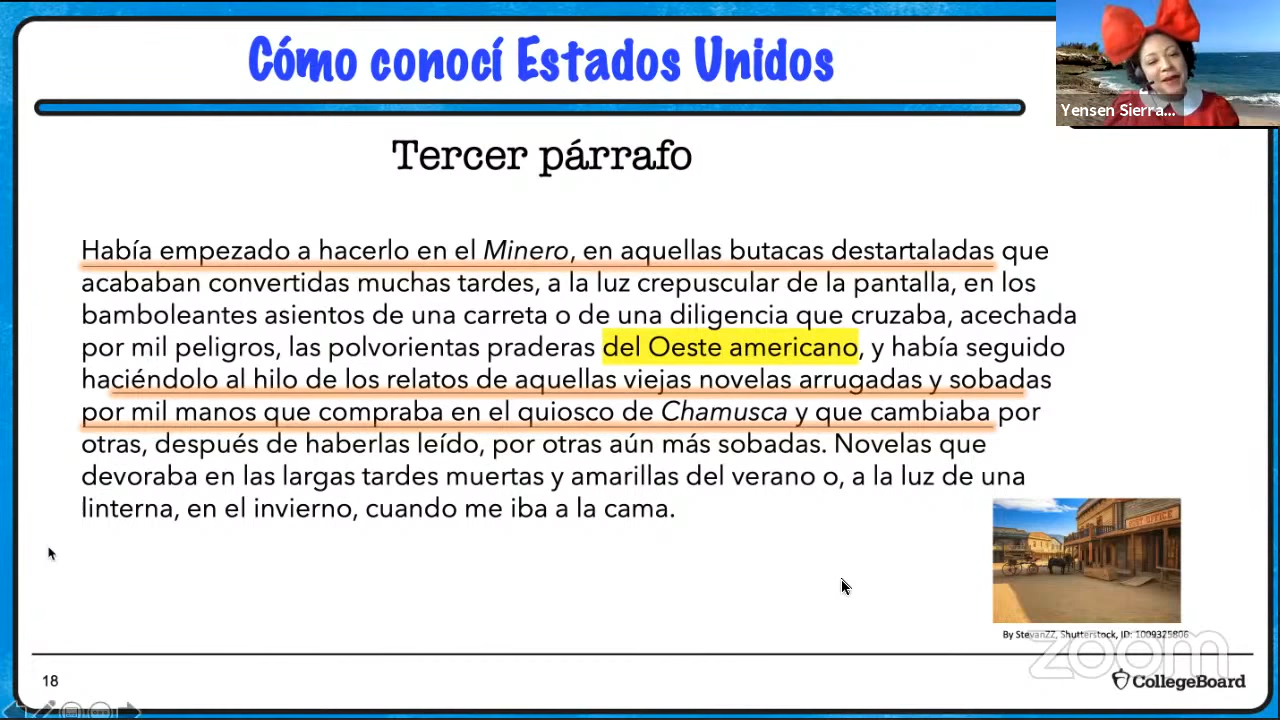 Cómo conocí Estados Unidos
Yensen Sierra...
Tercer párrafo
Había empezado a hacerlo en el Minero, en aquellas butacas destartaladas que
acababan convertidas muchas tardes, a la luz crepuscular de la pantalla, en los
bamboleantes asientos de una carreta o de una diligencia que cruzaba, acechada
por mil peligros, las polvorientas praderas del Oeste americano, y había seguido
haciéndolo al hilo de los relatos de aquellas viejas novelas arrugadas y sobadas
por mil manos que compraba en el quiosco de Chamusca y que cambiaba por
otras, después de haberlas leído, por otras aún más sobadas. Novelas que
devoraba en las largas tardes muertas y amarillas del verano o, a la luz de una
linterna, en el invierno, cuando me iba a la cama.
POST OFFICE
By StevanZZ, Shutterstock, ID: 1009325806
zoom
18
CollegeBoard